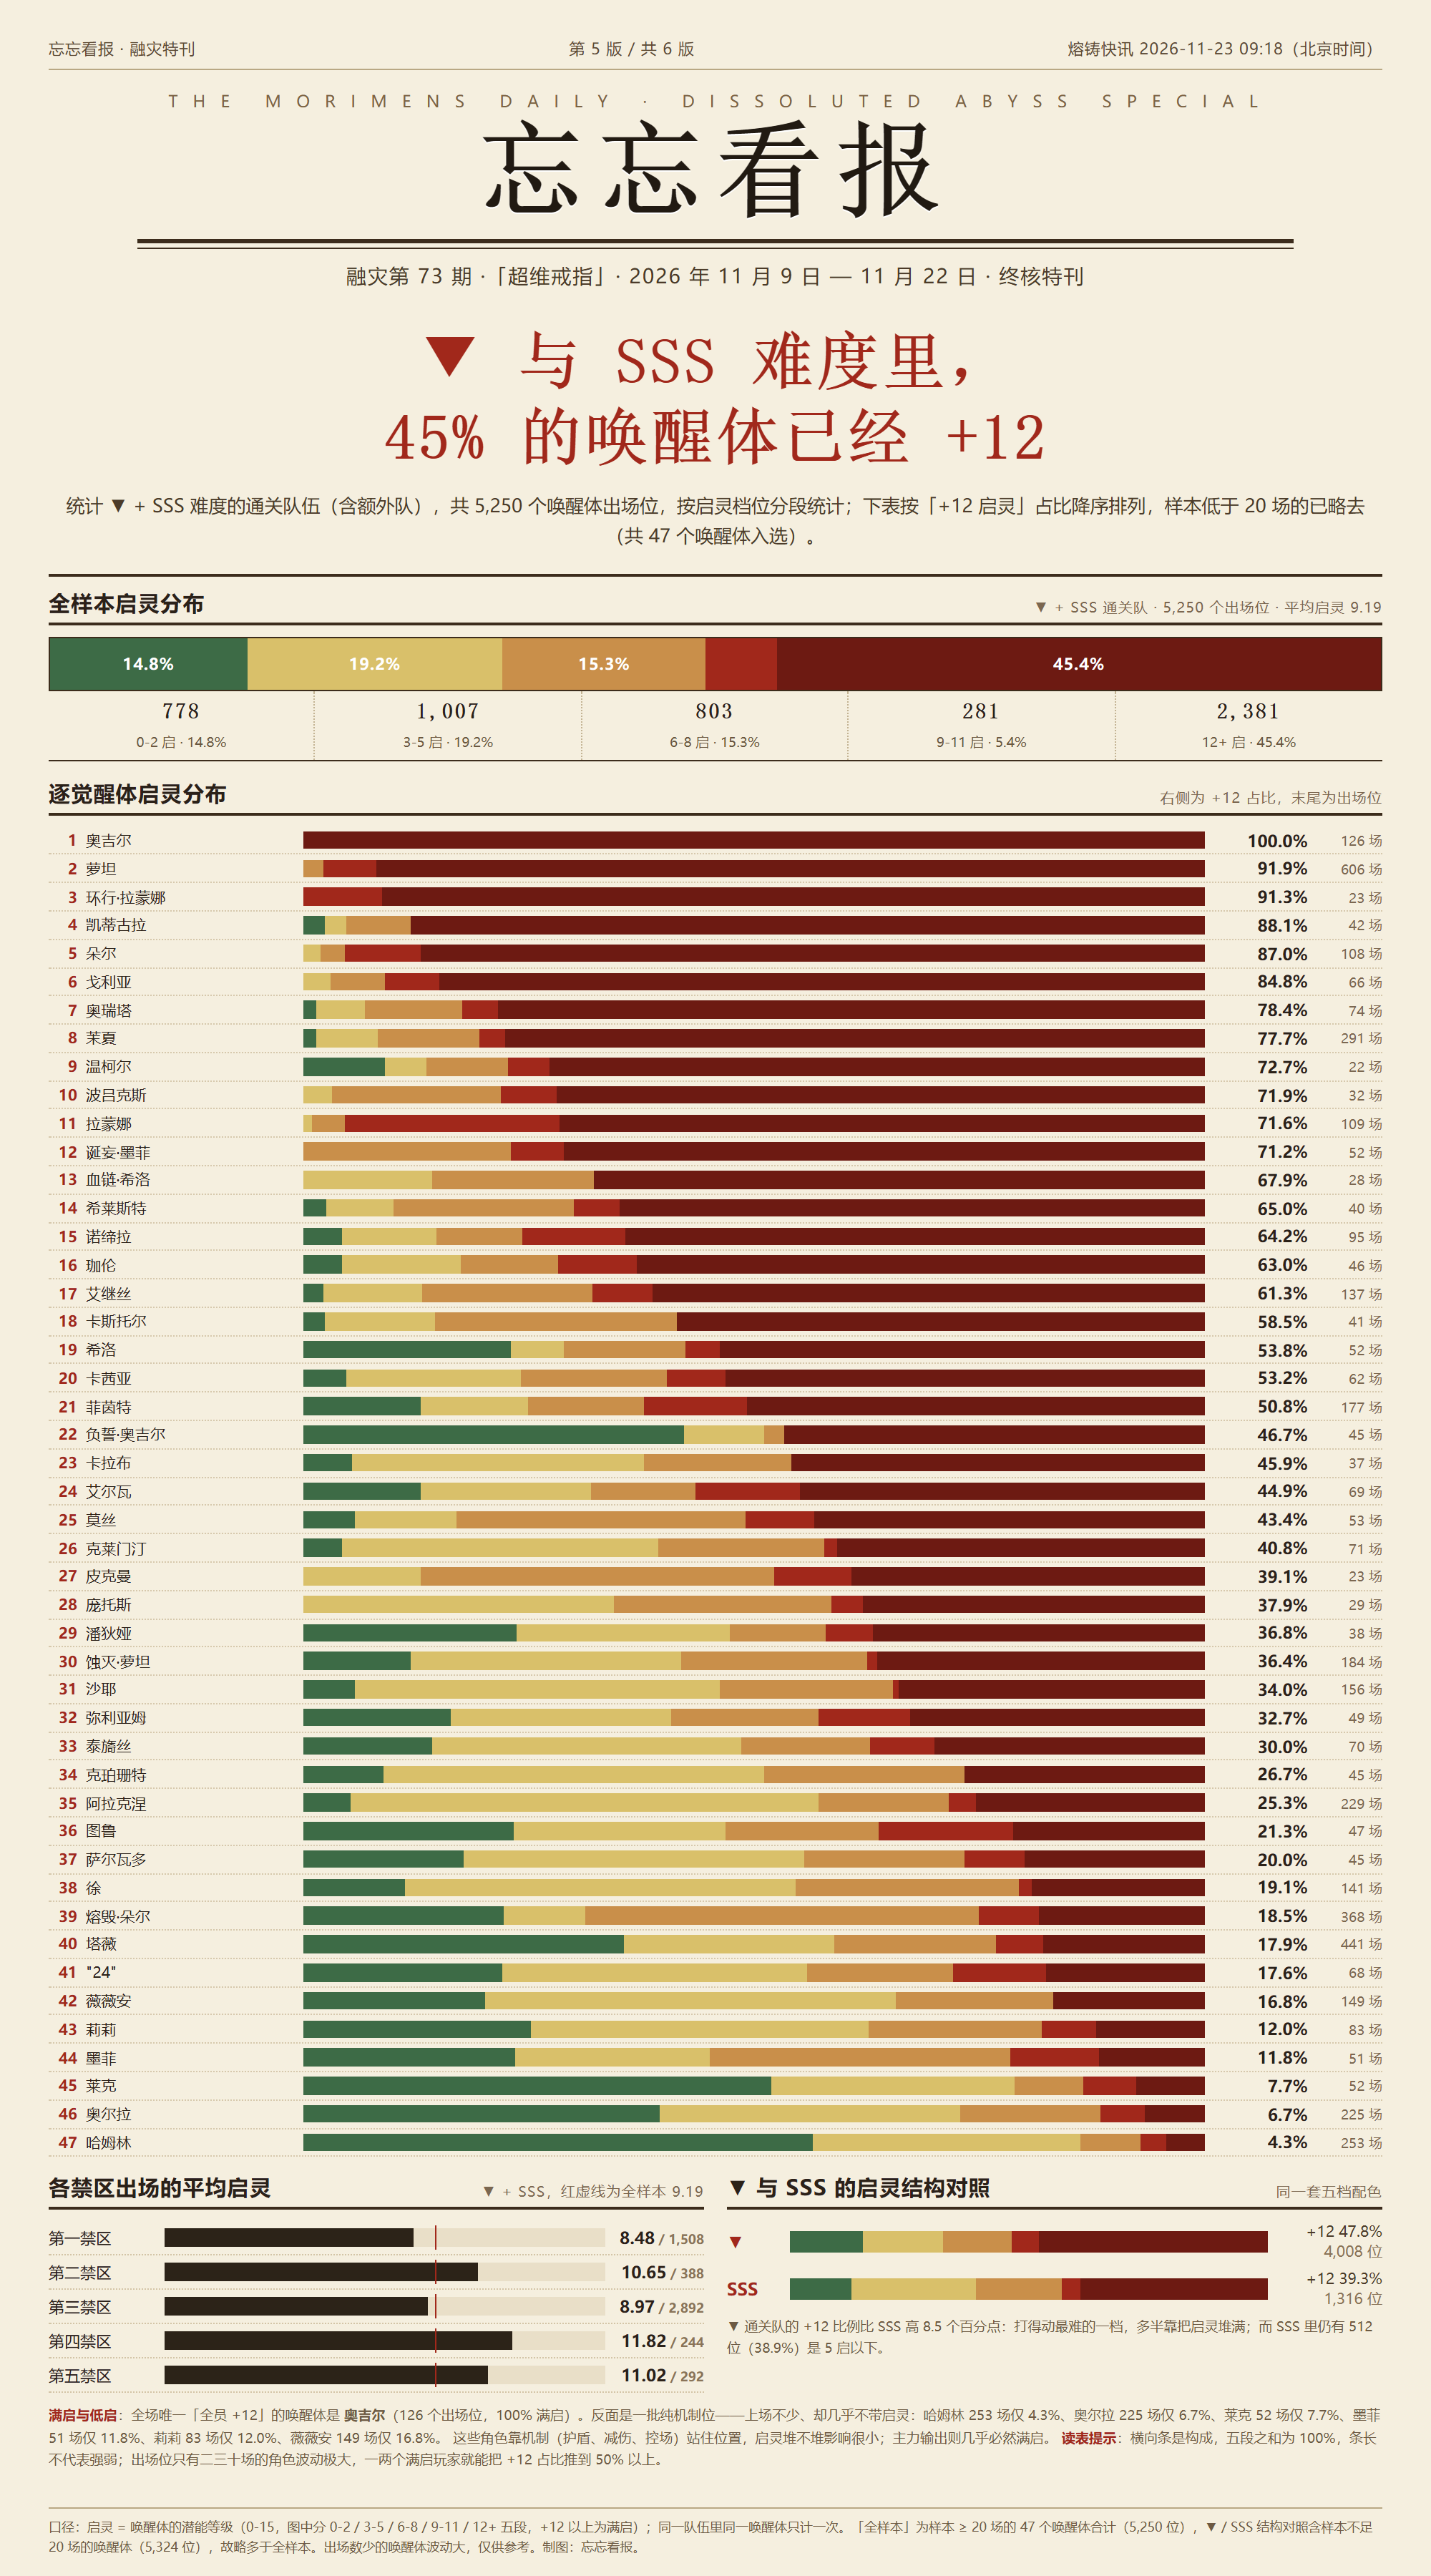 忘忘看报 · 融灾特刊
第 5 版 / 共 6 版
熔铸快讯 2026-11-23 09:18（北京时间）
THE MORIMENS DAILY · DISSOLUTED ABYSS SPECIAL
忘忘看报
融灾第 73 期 ·「超维戒指」· 2026 年 11 月 9 日 — 11 月 22 日 · 终核特刊
▼ 与 SSS 难度里，
45% 的唤醒体已经 +12
统计 ▼ + SSS 难度的通关队伍（含额外队），共 5,250 个唤醒体出场位，按启灵档位分段统计；下表按「+12 启灵」占比降序排列，样本低于 20 场的已略去
（共 47 个唤醒体入选）。
全样本启灵分布
▼ + SSS 通关队 · 5,250 个出场位 · 平均启灵 9.19
14.8% 19.2% 15.3% 45.4%
778 1,007 803 281 2,381
0-2 启 · 14.8% 3-5 启 · 19.2% 6-8 启 · 15.3% 9-11 启 · 5.4% 12+ 启 · 45.4%
逐觉醒体启灵分布
右侧为 +12 占比，末尾为出场位
1 奥吉尔 100.0% 126 场
2 萝坦 91.9% 606 场
3 环行·拉蒙娜 91.3% 23 场
4 凯蒂古拉 88.1% 42 场
5 朵尔 87.0% 108 场
6 戈利亚 84.8% 66 场
7 奥瑞塔 78.4% 74 场
8 茉夏 77.7% 291 场
9 温柯尔 72.7% 22 场
10 波吕克斯 71.9% 32 场
11 拉蒙娜 71.6% 109 场
12 诞妄·墨菲 71.2% 52 场
13 血链·希洛 67.9% 28 场
14 希莱斯特 65.0% 40 场
15 诺缔拉 64.2% 95 场
16 珈伦 63.0% 46 场
17 艾继丝 61.3% 137 场
18 卡斯托尔 58.5% 41 场
19 希洛 53.8% 52 场
20 卡茜亚 53.2% 62 场
21 菲茵特 50.8% 177 场
22 负誓·奥吉尔 46.7% 45 场
23 卡拉布 45.9% 37 场
24 艾尔瓦 44.9% 69 场
25 莫丝 43.4% 53 场
26 克莱门汀 40.8% 71 场
27 皮克曼 39.1% 23 场
28 庞托斯 37.9% 29 场
29 潘狄娅 36.8% 38 场
30 蚀灭·萝坦 36.4% 184 场
31 沙耶 34.0% 156 场
32 弥利亚姆 32.7% 49 场
33 泰旖丝 30.0% 70 场
34 克珀珊特 26.7% 45 场
35 阿拉克涅 25.3% 229 场
36 图鲁 21.3% 47 场
37 萨尔瓦多 20.0% 45 场
38 徐 19.1% 141 场
39 熔毁·朵尔 18.5% 368 场
40 塔薇 17.9% 441 场
41 "24" 17.6% 68 场
42 薇薇安 16.8% 149 场
43 莉莉 12.0% 83 场
44 墨菲 11.8% 51 场
45 莱克 7.7% 52 场
46 奥尔拉 6.7% 225 场
47 哈姆林 4.3% 253 场
各禁区出场的平均启灵
▼ + SSS，红虚线为全样本 9.19
第一禁区 8.48 / 1,508
第二禁区 10.65 / 388
第三禁区 8.97 / 2,892
第四禁区 11.82 / 244
第五禁区 11.02 / 292
▼ 与 SSS 的启灵结构对照
同一套五档配色
▼ +12 47.8%
4,008 位
SSS +12 39.3%
1,316 位
▼ 通关队的 +12 比例比 SSS 高 8.5 个百分点：打得动最难的一档，多半靠把启灵堆满；而 SSS 里仍有 512
位（38.9%）是 5 启以下。
满启与低启：全场唯一「全员 +12」的唤醒体是 奥吉尔（126 个出场位，100% 满启）。反面是一批纯机制位——上场不少、却几乎不带启灵：哈姆林 253 场仅 4.3%、奥尔拉 225 场仅 6.7%、莱克 52 场仅 7.7%、墨菲
51 场仅 11.8%、莉莉 83 场仅 12.0%、薇薇安 149 场仅 16.8%。 这些角色靠机制（护盾、减伤、控场）站住位置，启灵堆不堆影响很小；主力输出则几乎必然满启。 读表提示：横向条是构成，五段之和为 100%，条长
不代表强弱；出场位只有二三十场的角色波动极大，一两个满启玩家就能把 +12 占比推到 50% 以上。
口径：启灵 = 唤醒体的潜能等级（0-15，图中分 0-2 / 3-5 / 6-8 / 9-11 / 12+ 五段，+12 以上为满启）；同一队伍里同一唤醒体只计一次。「全样本」为样本 ≥ 20 场的 47 个唤醒体合计（5,250 位），▼ / SSS 结构对照含样本不足
20 场的唤醒体（5,324 位），故略多于全样本。出场数少的唤醒体波动大，仅供参考。制图：忘忘看报。